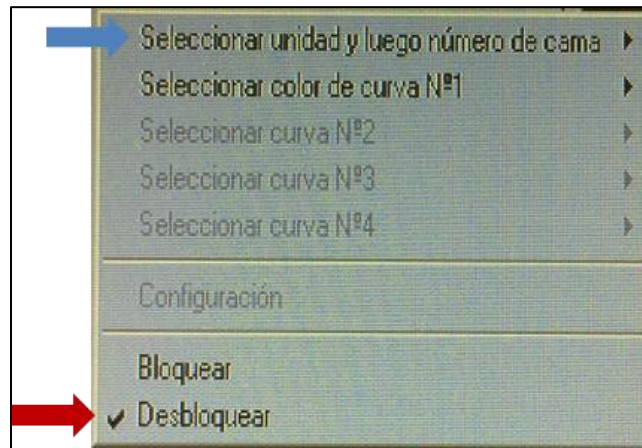 Seleccionar unidad y luego número de cama
Seleccionar color de curva Nº1
Seleccionar curva Nº2
Seleccionar curva Nº3
Seleccionar curva Nº4
Configuración
Bloquear
Desbloquear